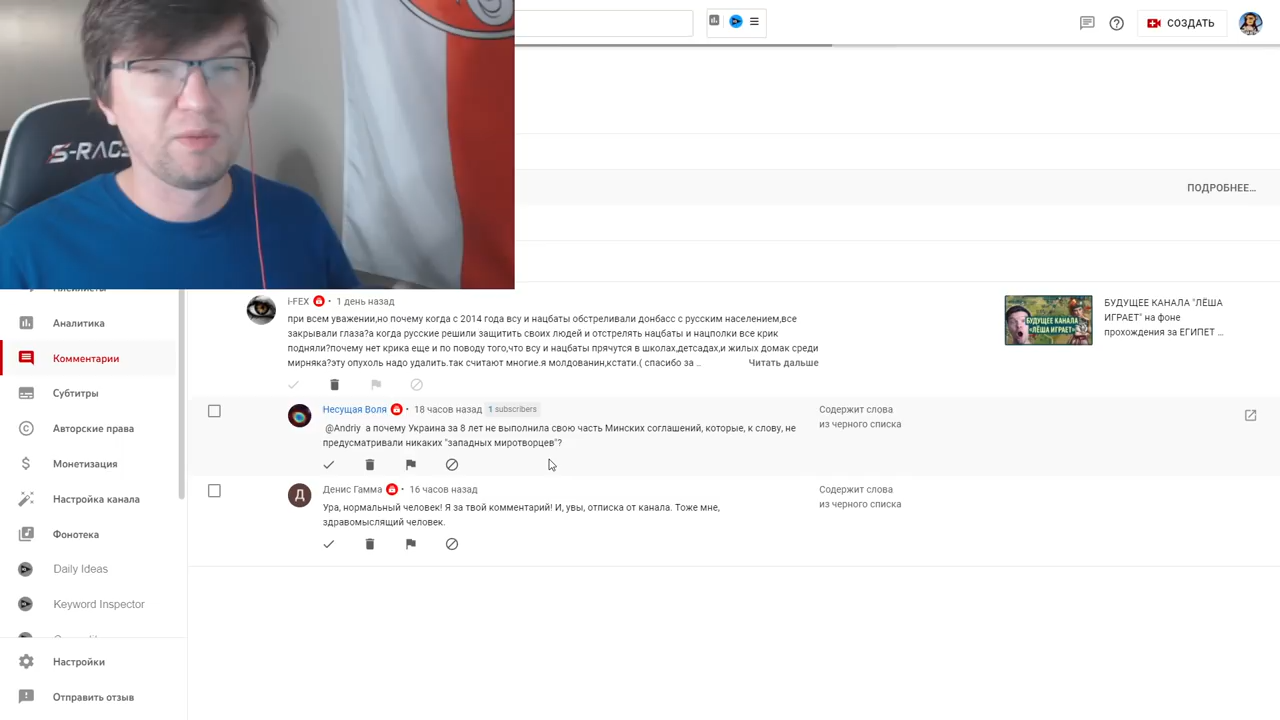 S-RAC
СОЗДАТЬ
ПОДРОБНЕЕ...
Аналитика
Комментарии
Субтитры
Авторские права
Монетизация
Настройка канала
Фонотека
Daily Ideas
Keyword Inspector
Настройки
Отправить отзыв
i-FEX • 1 день назад
при всем уважении,но почему когда с 2014 года всу и нацбаты обстреливали донбасс с русским населением,все
закрывали глаза?а когда русские решили защитить своих людей и отстрелять нацбаты и наполки все крик
подняли?почему нет крика еще и по поводу того,что всу и нацбаты прячутся в школах,детсадах,и жилых домак среди
мирняка?эту опухоль надо удалить.так считают многие.я молдованин,кстати.( спасибо за ... Читать дальше
БУДУЩЕЕ КАНАЛА
«ЛЁША ИГРАЕТ»
БУДУЩЕЕ КАНАЛА "ЛЁША
ИГРАЕТ" на фоне
прохождения за ЕГИПЕТ ...
Несущая Воля • 18 часов назад 1 subscribers
@Andriy а почему Украина за 8 лет не выполнила свою часть Минских соглашений, которые, к слову, не
предусматривали никаких "западных миротворцев"?
Содержит слова
из черного списка
Д
Денис Гамма • 16 часов назад
Ура, нормальный человек! Я за твой комментарий! И, увы, отписка от канала. Тоже мне,
здравомыслящий человек.
Содержит слова
из черного списка